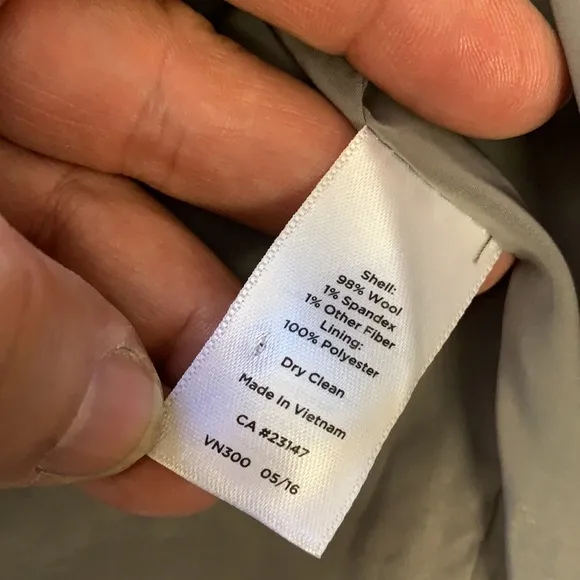 Shell:
98% Wool
1% Spandex
1% Other Fiber
Lining:
100% Polyester
Dry Clean
Made In Vietnam
CA #23147
VN300 05/16